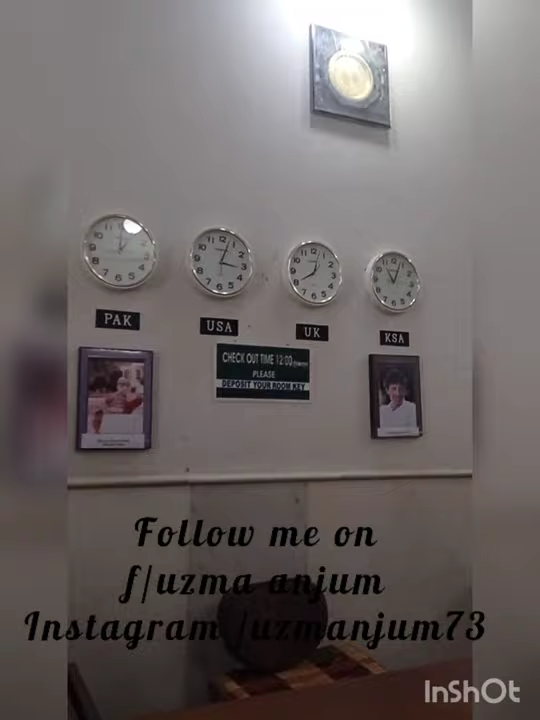 PAK
USA
UK
KSA
CHECK OUT TIME 12:00
PLEASE
DEPOSIT YOUR ROOM KEY
Follow me on
f/uzma anjum
Instagram /uzmanjum73
InShOt